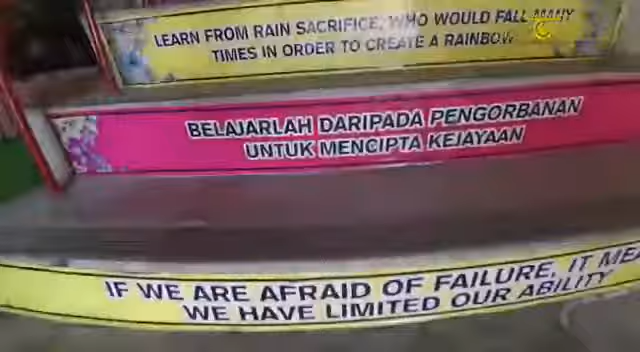 LEARN FROM RAIN SACRIFICE, WHO WOULD FALL MANY
TIMES IN ORDER TO CREATE A RAINBOW
BELAJARLAH DARIPADA PENGORBANAN
UNTUK MENCIPTA KEJAYAAN
IF WE ARE AFRAID OF FAILURE, IT
WE HAVE LIMITED OUR ABILITY